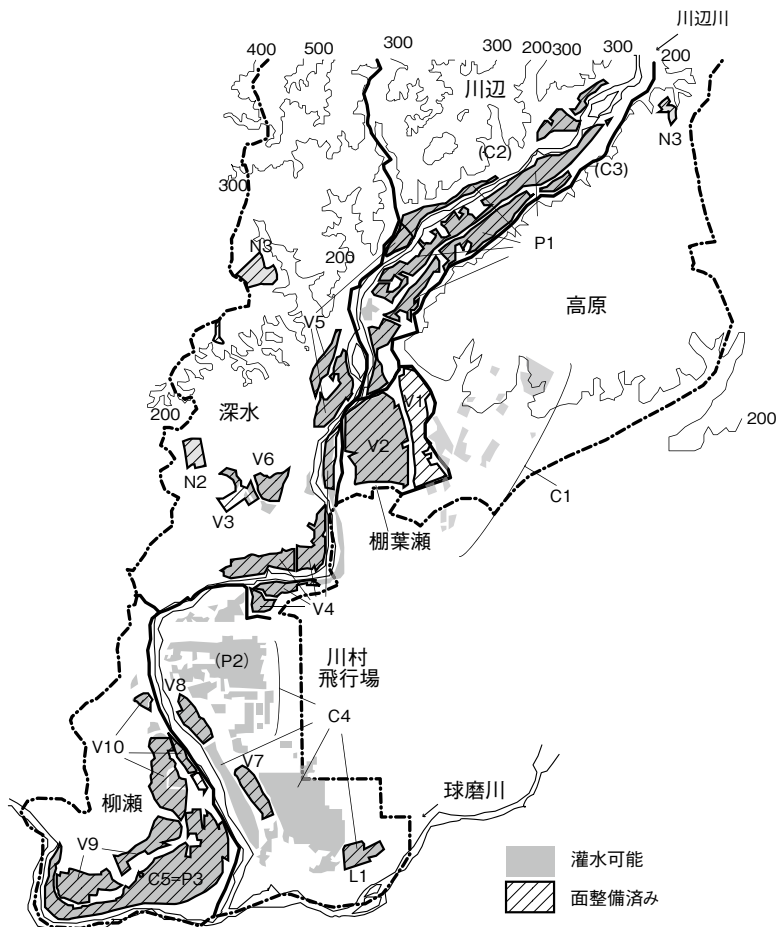 川辺川
400
500
300
300
200
300
300
200
川辺
N3
(C2)
(C3)
300
P1
N3
200
高原
V5
200
深水
V1
200
V2
V6
N2
C1
V3
棚葉瀬
V4
川村
飛行場
(P2)
V8
C4
V10
V7
柳瀬
球磨川
V9
C5=P3
L1
灌水可能
面整備済み